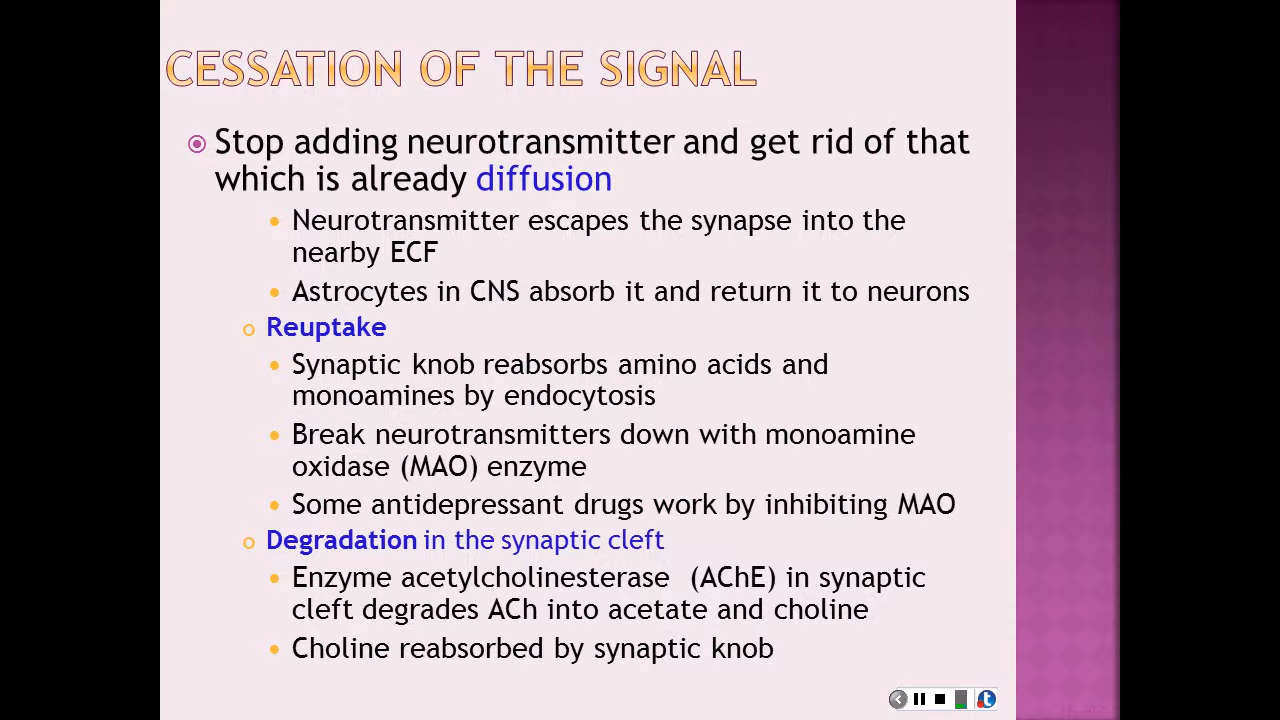 CESSATION OF THE SIGNAL
Stop adding neurotransmitter and get rid of that
which is already diffusion
Neurotransmitter escapes the synapse into the
nearby ECF
Astrocytes in CNS absorb it and return it to neurons
Reuptake
Synaptic knob reabsorbs amino acids and
monoamines by endocytosis
Break neurotransmitters down with monoamine
oxidase (MAO) enzyme
Some antidepressant drugs work by inhibiting MAO
Degradation in the synaptic cleft
Enzyme acetylcholinesterase (AChE) in synaptic
cleft degrades ACh into acetate and choline
Choline reabsorbed by synaptic knob
t